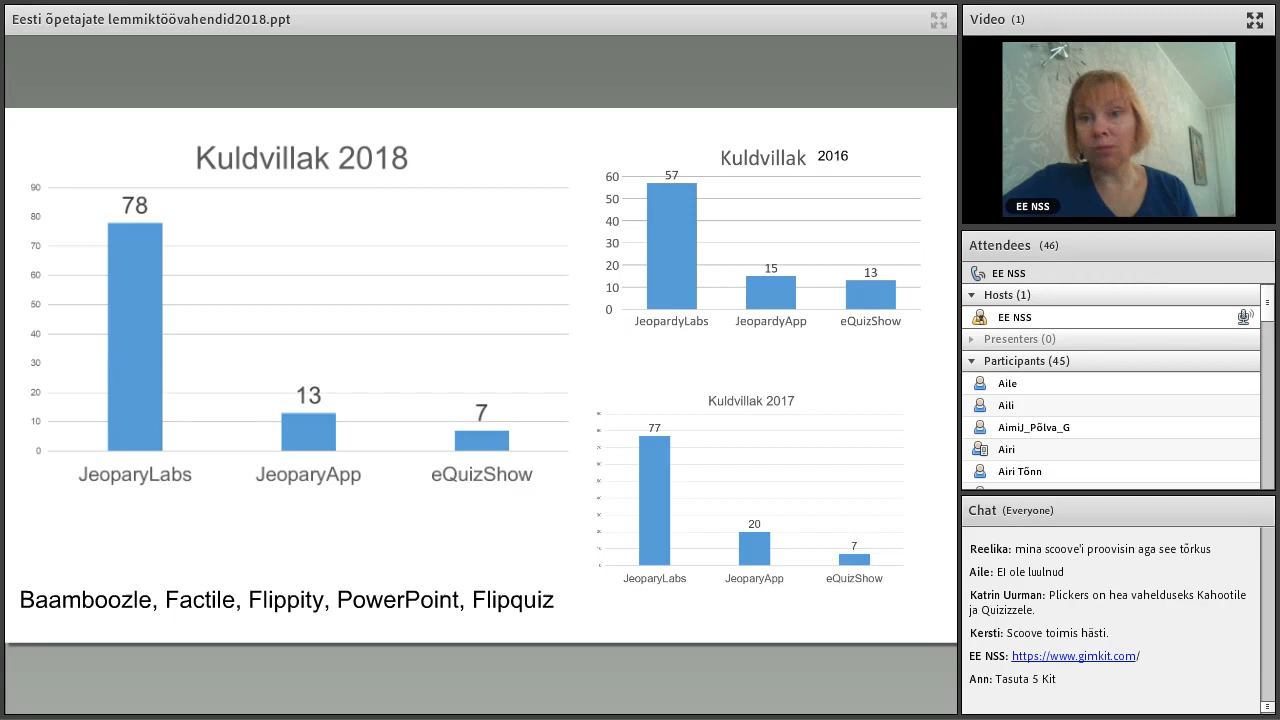 Eesti õpetajate lemmiktöövahendid2018.ppt
Kuldvillak 2018
90
80
70
60
50
40
30
20
10
0
78
13
7
JeoparyLabs
JeoparyApp
eQuizShow
Kuldvillak 2016
60
50
40
30
20
10
0
57
15
13
JeopardyLabs
JeopardyApp
eQuizShow
Kuldvillak 2017
77
20
7
JeoparyLabs
JeoparyApp
eQuizShow
Baamboozle, Factile, Flippity, PowerPoint, Flipquiz
Video (1)
EE NSS
Attendees (46)
EE NSS
Hosts (1)
EE NSS
Presenters (0)
Participants (45)
Aile
Aili
AimiJ_Põlva_G
Airi
Airi Tõnn
Chat (Everyone)
Reelika: mina scoove'i proovisin aga see tõrkus
Aile: EI ole luulnud
Katrin Uurman: Plickers on hea vahelduseks Kahootile
ja Quizizzele.
Kersti: Scoove toimis hästi.
EE NSS: https://www.gimkit.com/
Ann: Tasuta 5 Kit